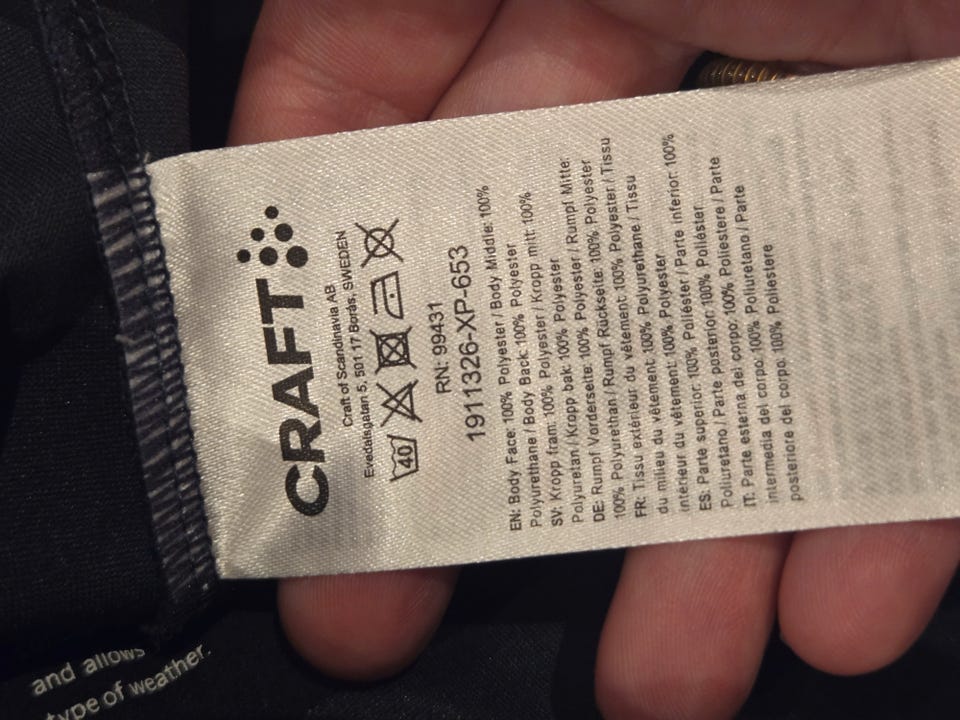 CRAFT
Craft of Scandinavia AB
Evedalsgatan 5, 501 17 Borås, SWEDEN
40
RN: 99431
1911326-XP-653
EN: Body Face: 100% Polyester / Body Middle: 100%
Polyurethane / Body Back: 100% Polyester
SV: Kropp fram: 100% Polyester / Kropp mitt: 100%
Polyuretan / Kropp bak: 100% Polyester
DE: Rumpf Vorderseite: 100% Polyester / Rumpf Mitte:
100% Polyurethan / Rumpf Rückseite: 100% Polyester
FR: Tissu extérieur du vêtement: 100% Polyester / Tissu
du milieu du vêtement: 100% Polyurethane / Tissu
intérieur du vêtement: 100% Polyester
ES: Parte superior: 100% Poliéster / Parte inferior: 100%
Poliuretano / Parte posterior: 100% Poliéster
IT: Parte esterna del corpo: 100% Poliestere / Parte
intermedia del corpo: 100% Poliuretano / Parte
posteriore del corpo: 100% Poliestere
and allows
type of weather.